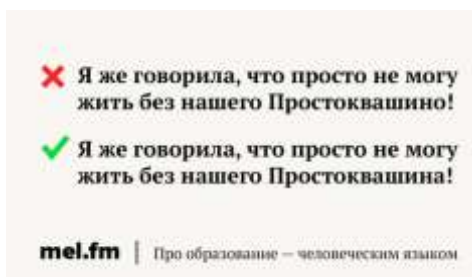 Я же говорила, что просто не могу
жить без нашего Простоквашино!
Я же говорила, что просто не могу
жить без нашего Простоквашина!
mel.fm | Про образование — человеческим языком